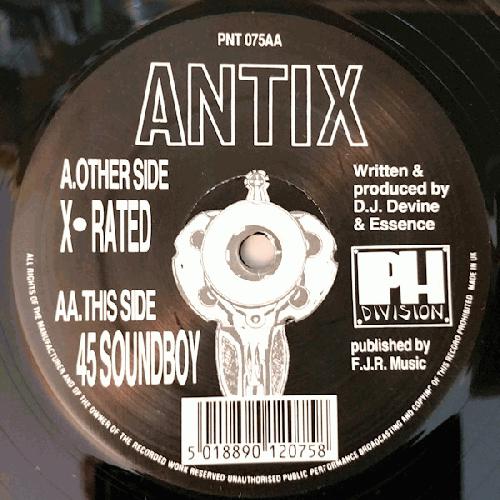 PNT 075AA
ANTIX
A.OTHER SIDE
X• RATED
AA.THIS SIDE
45 SOUNDBOY
Written &
produced by
D.J. Devine
& Essence
PH
DIVISION
published by
F.J.R. Music
5 018890 120758
ALL RIGHTS OF THE MANUFACTURER AND OF THE OWNER OF THE RECORDED WORK RESERVED UNAUTHORISED PUBLIC PERFORMANCE BROADCASTING AND COPYING OF THIS RECORD PROHIBITED MADE IN UK